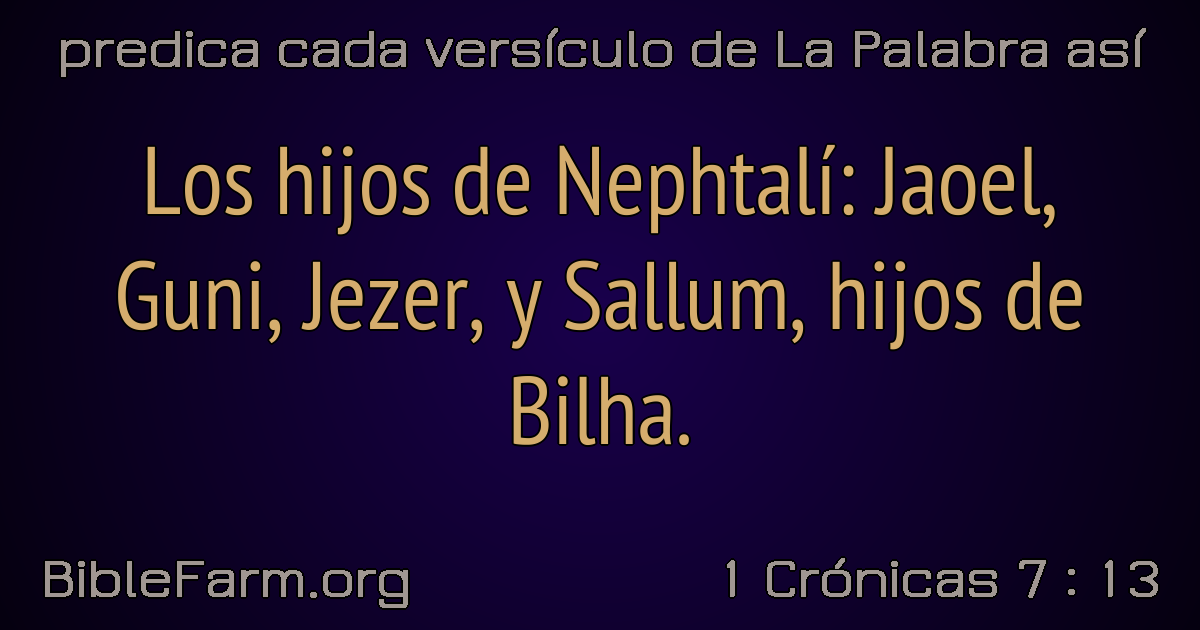 predica cada versículo de La Palabra así
Los hijos de Nephtalí: Jaoel,
Guni, Jezer, y Sallum, hijos de
Bilha.
BibleFarm.org
1 Crónicas 7 : 13